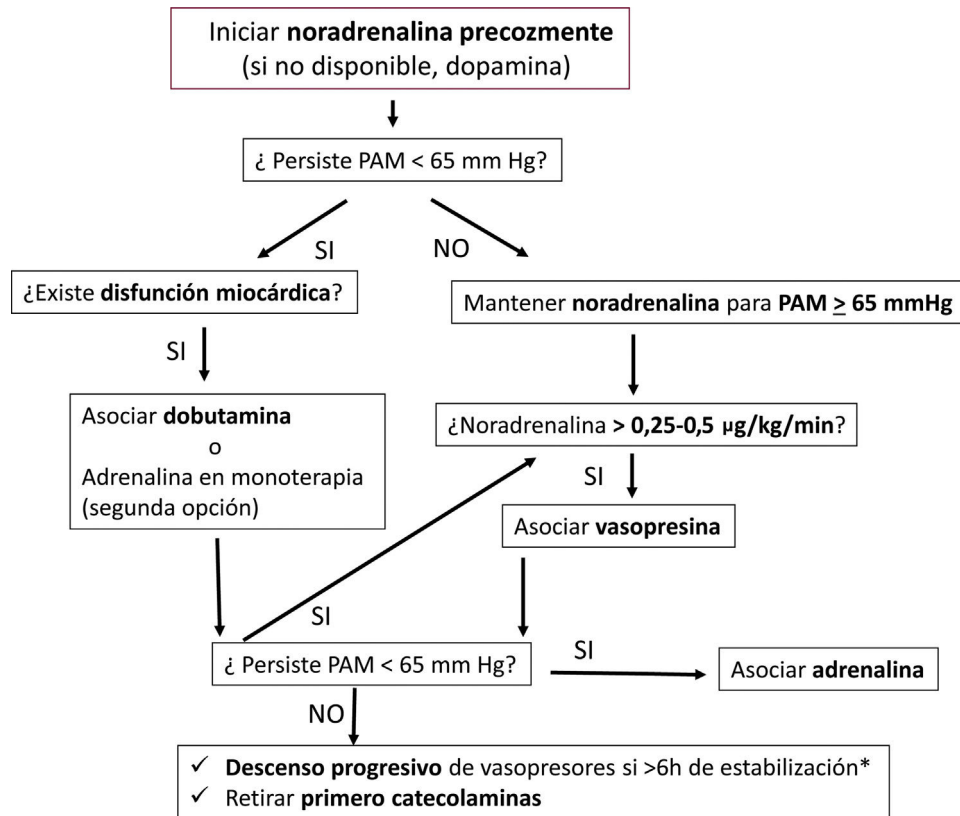 Iniciar noradrenalina precozmente
(si no disponible, dopamina)
¿ Persiste PAM < 65 mm Hg?
SI
NO
¿Existe disfunción miocárdica?
Mantener noradrenalina para PAM ≥ 65 mmHg
SI
Asociar dobutamina
o
Adrenalina en monoterapia
(segunda opción)
¿Noradrenalina > 0,25-0,5 µg/kg/min?
SI
Asociar vasopresina
SI
¿ Persiste PAM < 65 mm Hg?
SI
Asociar adrenalina
NO
✓ Descenso progresivo de vasopresores si >6h de estabilización*
✓ Retirar primero catecolaminas